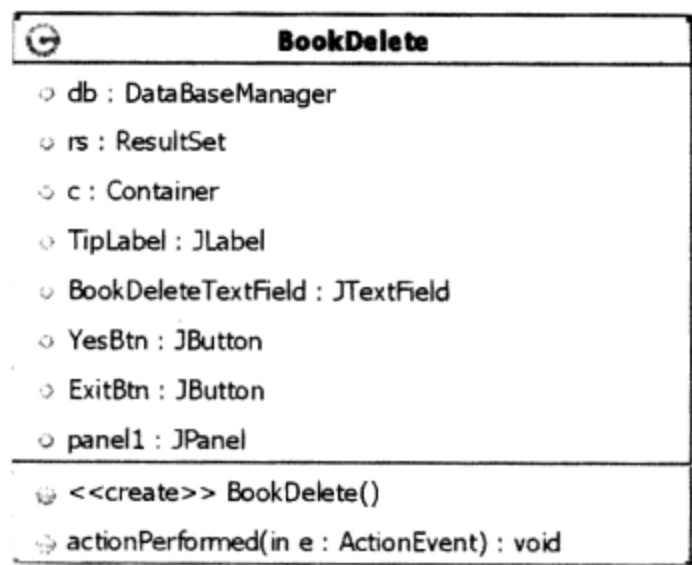 BookDelete
db : DataBaseManager
rs : ResultSet
c : Container
TipLabel : JLabel
BookDeleteTextField : JTextField
YesBtn : JButton
ExitBtn : JButton
panel1 : JPanel
<<create>> BookDelete()
actionPerformed(in e : ActionEvent) : void